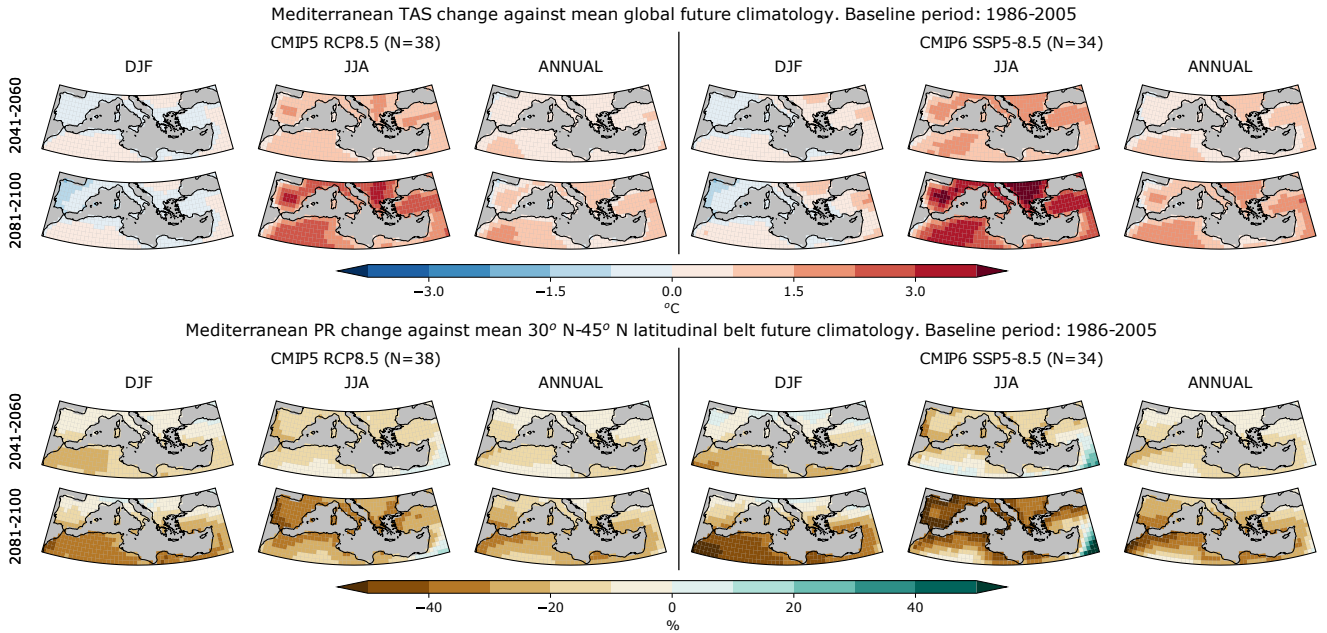 Mediterranean TAS change against mean global future climatology. Baseline period: 1986-2005
CMIP5 RCP8.5 (N=38)
CMIP6 SSP5-8.5 (N=34)
DJF
JJA
ANNUAL
DJF
JJA
ANNUAL
2041-2060
2081-2100
−3.0
−1.5
0.0
1.5
3.0
°C
Mediterranean PR change against mean 30° N-45° N latitudinal belt future climatology. Baseline period: 1986-2005
CMIP5 RCP8.5 (N=38)
CMIP6 SSP5-8.5 (N=34)
DJF
JJA
ANNUAL
DJF
JJA
ANNUAL
2041-2060
2081-2100
−40
−20
0
20
40
%